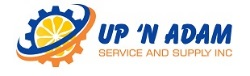 UP 'N ADAM
SERVICE AND SUPPLY INC